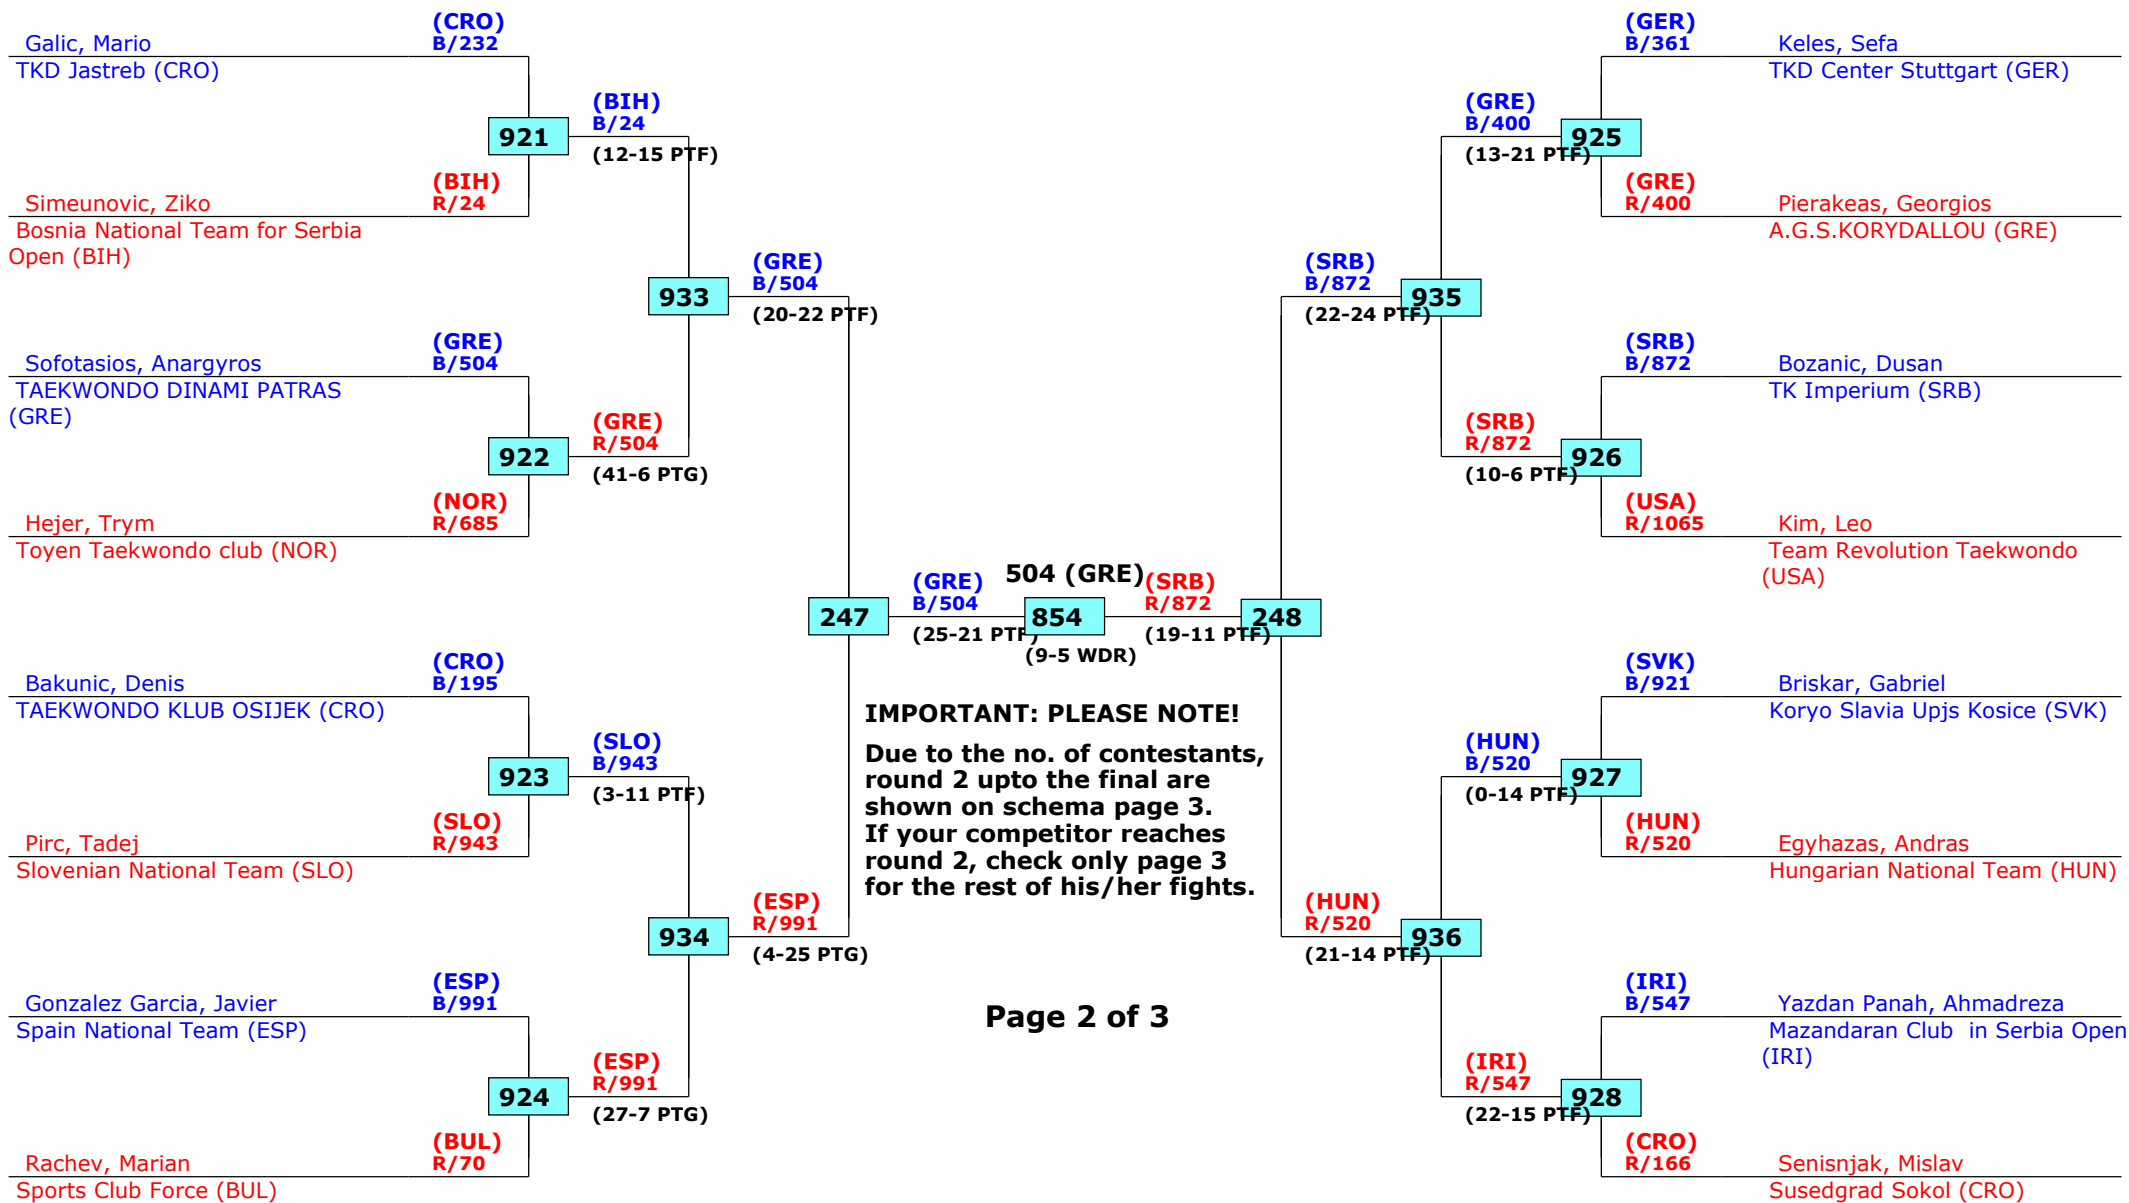 (CRO)
Galic, Mario B/232
TKD Jastreb (CRO)
(BIH)
B/24
921
(12-15 PTF)
(BIH)
Simeunovic, Ziko R/24
Bosnia National Team for Serbia
Open (BIH)
(GRE)
B/504
933
(20-22 PTF)
(GRE)
Sofotasios, Anargyros B/504
TAEKWONDO DINAMI PATRAS
(GRE)
(GRE)
R/504
922
(41-6 PTG)
(NOR)
Hejer, Trym R/685
Toyen Taekwondo club (NOR)
(GRE)
B/504
247
(25-21 PTF)
504 (GRE)
854
(9-5 WDR)
(SRB)
R/872
248
(19-11 PTF)
(CRO)
Bakunic, Denis B/195
TAEKWONDO KLUB OSIJEK (CRO)
(SLO)
B/943
923
(3-11 PTF)
(SLO)
Pirc, Tadej R/943
Slovenian National Team (SLO)
(ESP)
R/991
934
(4-25 PTG)
(ESP)
Gonzalez Garcia, Javier B/991
Spain National Team (ESP)
(ESP)
R/991
924
(27-7 PTG)
(BUL)
Rachev, Marian R/70
Sports Club Force (BUL)
IMPORTANT: PLEASE NOTE!
Due to the no. of contestants,
round 2 upto the final are
shown on schema page 3.
If your competitor reaches
round 2, check only page 3
for the rest of his/her fights.
Page 2 of 3
(GER)
B/361 Keles, Sefa
TKD Center Stuttgart (GER)
(GRE)
B/400
925
(13-21 PTF)
(GRE)
R/400 Pierakeas, Georgios
A.G.S.KORYDALLOU (GRE)
(SRB)
B/872
935
(22-24 PTF)
(SRB)
B/872 Bozanic, Dusan
TK Imperium (SRB)
(SRB)
R/872
926
(10-6 PTF)
(USA)
R/1065 Kim, Leo
Team Revolution Taekwondo
(USA)
(SVK)
B/921 Briskar, Gabriel
Koryo Slavia Upjs Kosice (SVK)
(HUN)
B/520
927
(0-14 PTF)
(HUN)
R/520 Egyhazas, Andras
Hungarian National Team (HUN)
(HUN)
R/520
936
(21-14 PTF)
(IRI)
B/547 Yazdan Panah, Ahmadreza
Mazandaran Club in Serbia Open
(IRI)
(IRI)
R/547
928
(22-15 PTF)
(CRO)
R/166 Senisnjak, Mislav
Susedgrad Sokol (CRO)